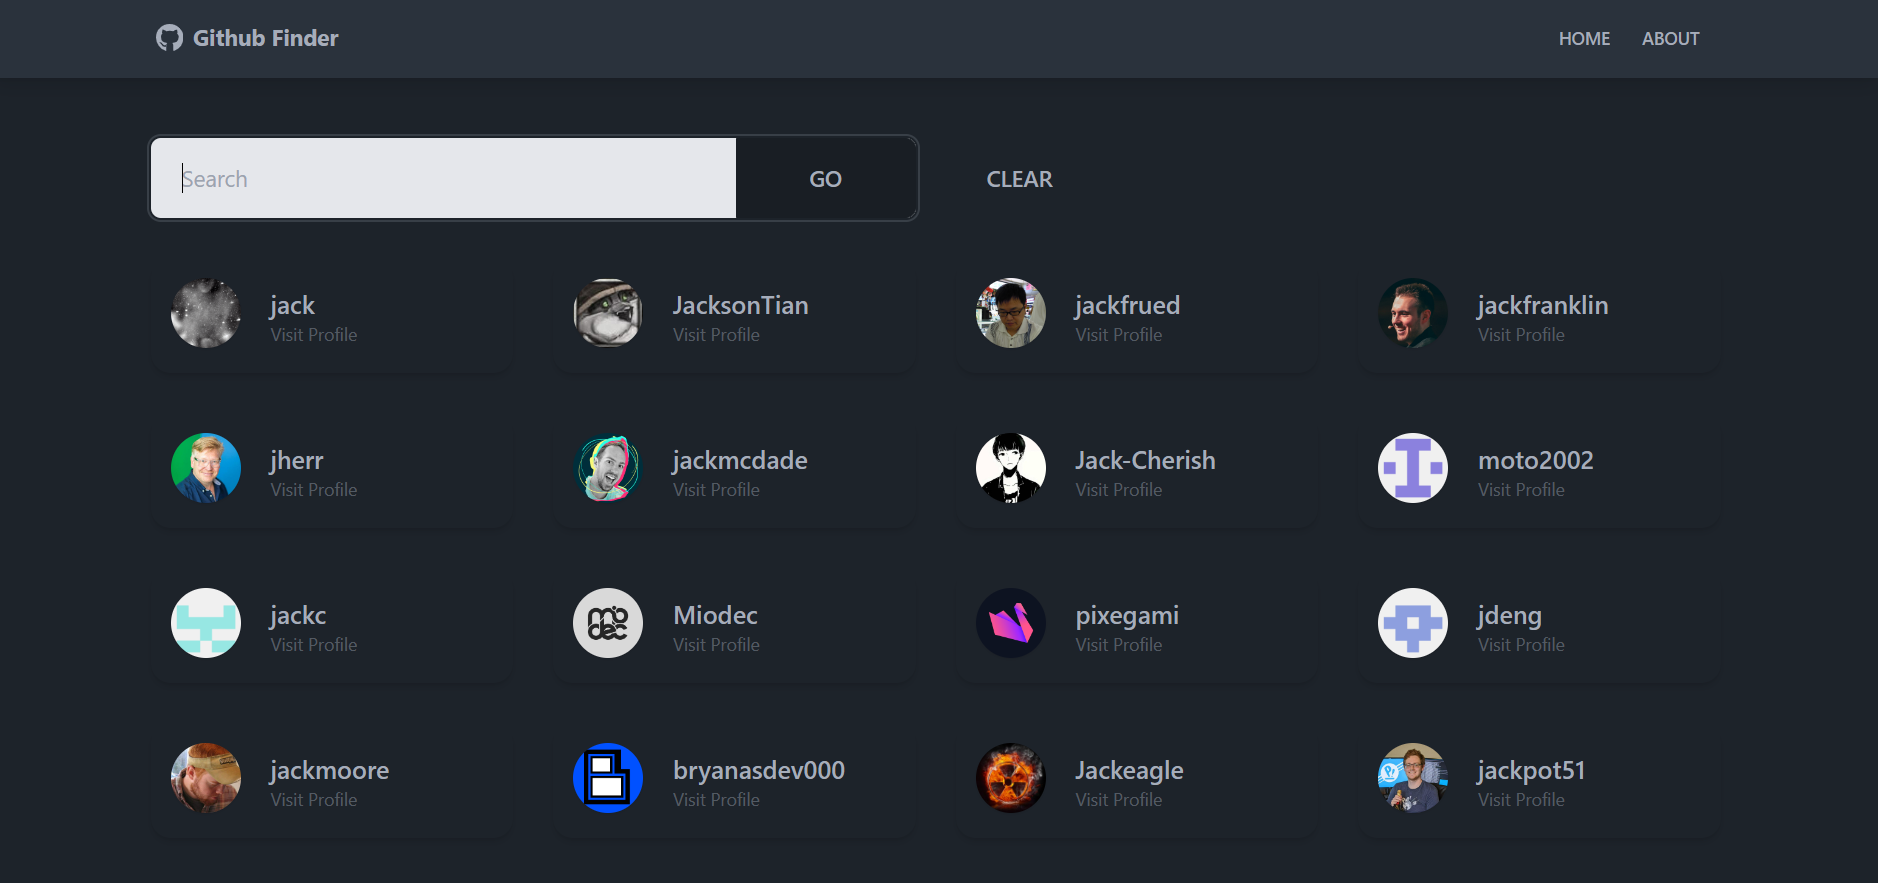 Github Finder
HOME ABOUT
Search GO CLEAR
jack
Visit Profile
JacksonTian
Visit Profile
jackfrued
Visit Profile
jackfranklin
Visit Profile
jherr
Visit Profile
jackmcdade
Visit Profile
Jack-Cherish
Visit Profile
moto2002
Visit Profile
jackc
Visit Profile
miodec
Miodec
Visit Profile
pixegami
Visit Profile
jdeng
Visit Profile
jackmoore
Visit Profile
bryanasdev000
Visit Profile
Jackeagle
Visit Profile
jackpot51
Visit Profile